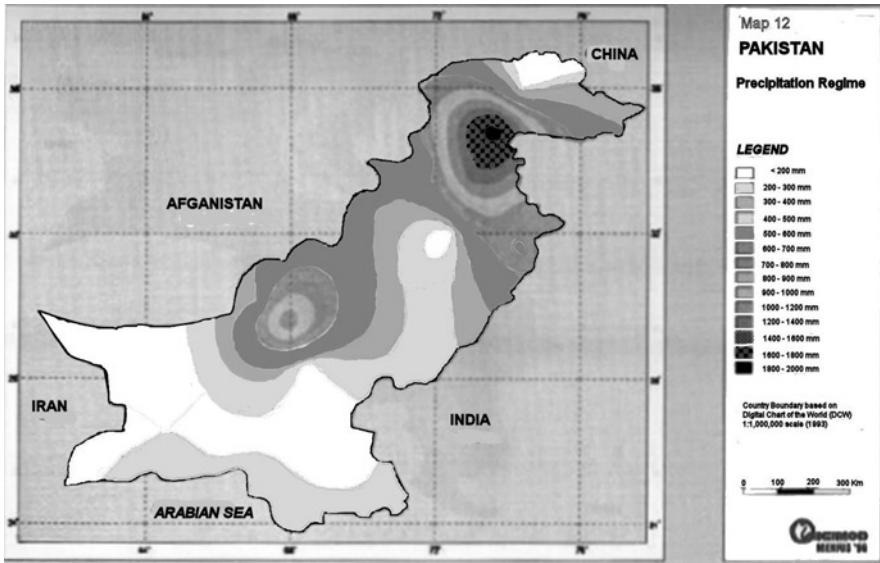 Map 12
PAKISTAN
Precipitation Regime
LEGEND
< 200 mm
200 - 300 mm
300 - 400 mm
400 - 500 mm
500 - 600 mm
600 - 700 mm
700 - 800 mm
800 - 900 mm
900 - 1000 mm
1000 - 1200 mm
1200 - 1400 mm
1400 - 1600 mm
1600 - 1800 mm
1800 - 2000 mm
Country Boundary based on
Digital Chart of the World (DCW)
1:1,000,000 scale (1993)
0 100 200 300 Km
CHINA
AFGANISTAN
IRAN
INDIA
ARABIAN SEA